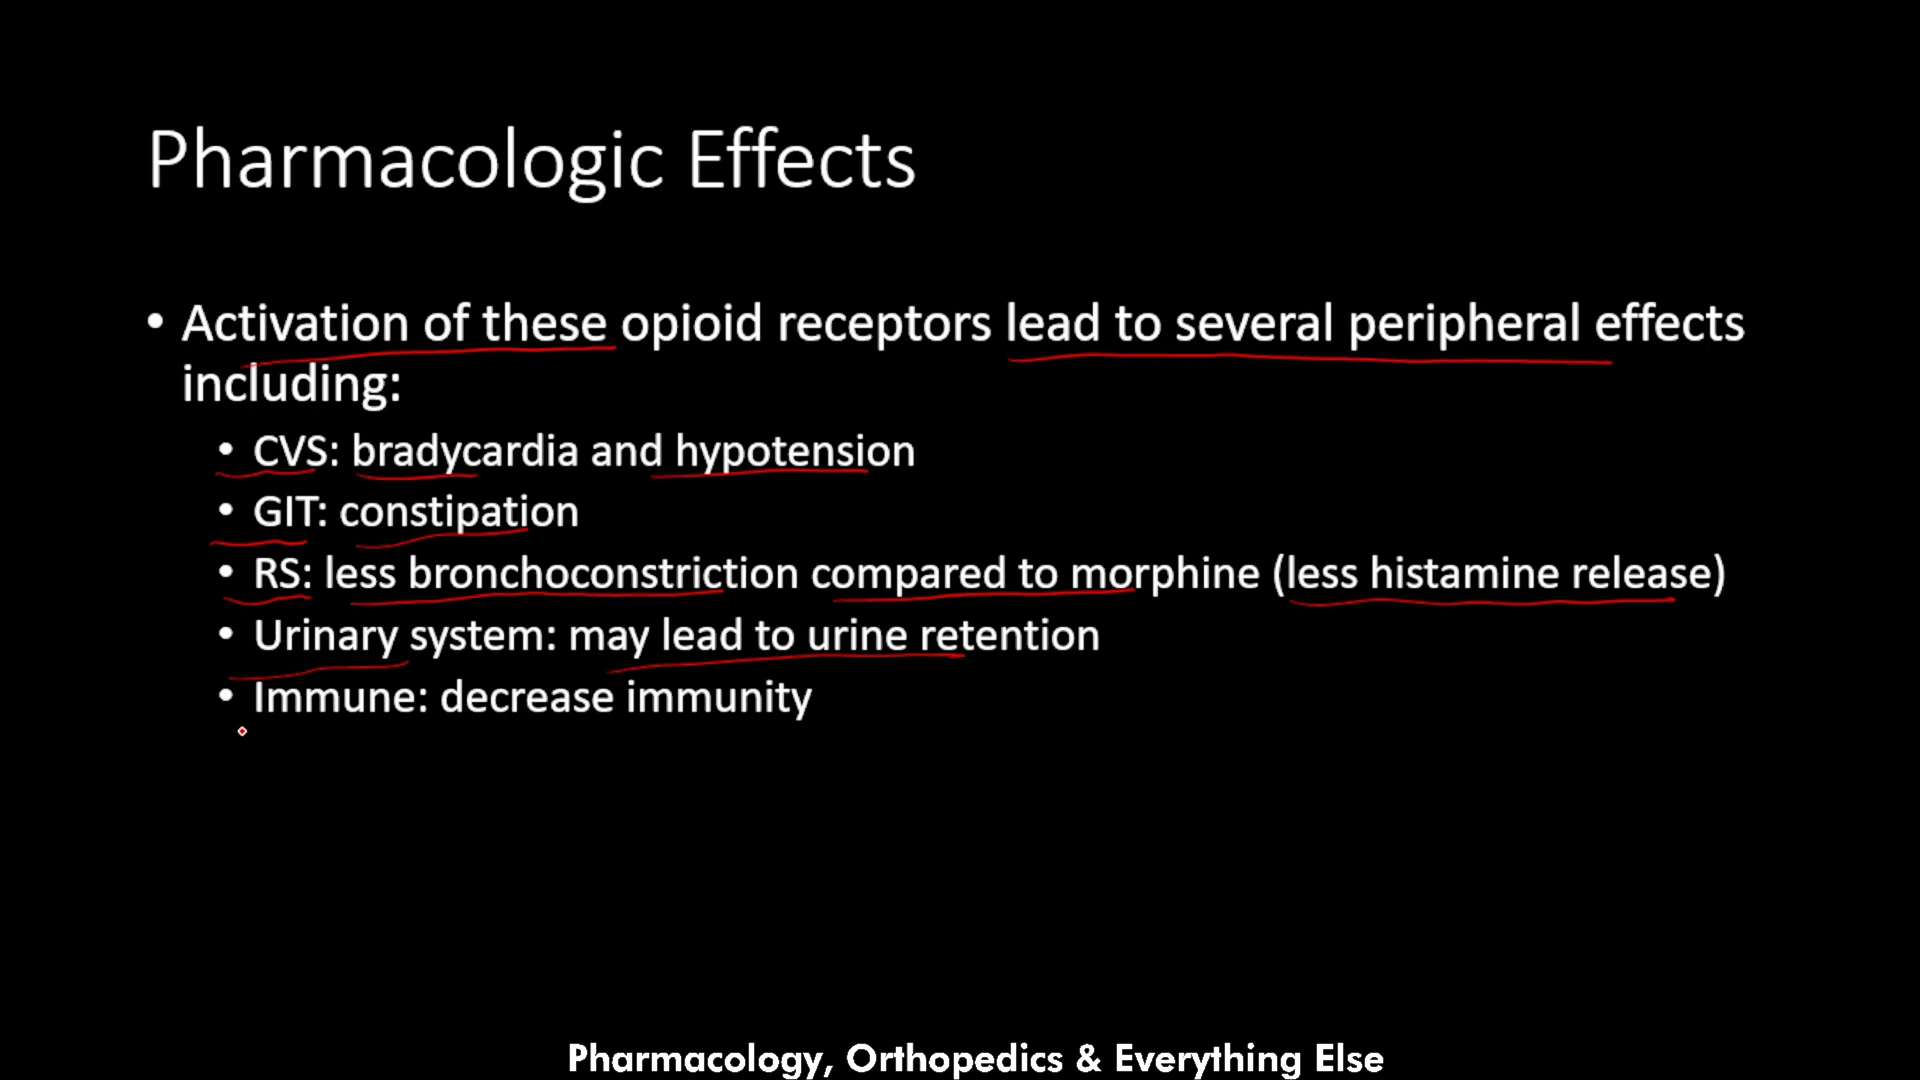 Pharmacologic Effects
• Activation of these opioid receptors lead to several peripheral effects
including:
• CVS: bradycardia and hypotension
• GIT: constipation
• RS: less bronchoconstriction compared to morphine (less histamine release)
• Urinary system: may lead to urine retention
• Immune: decrease immunity
Pharmacology, Orthopedics & Everything Else